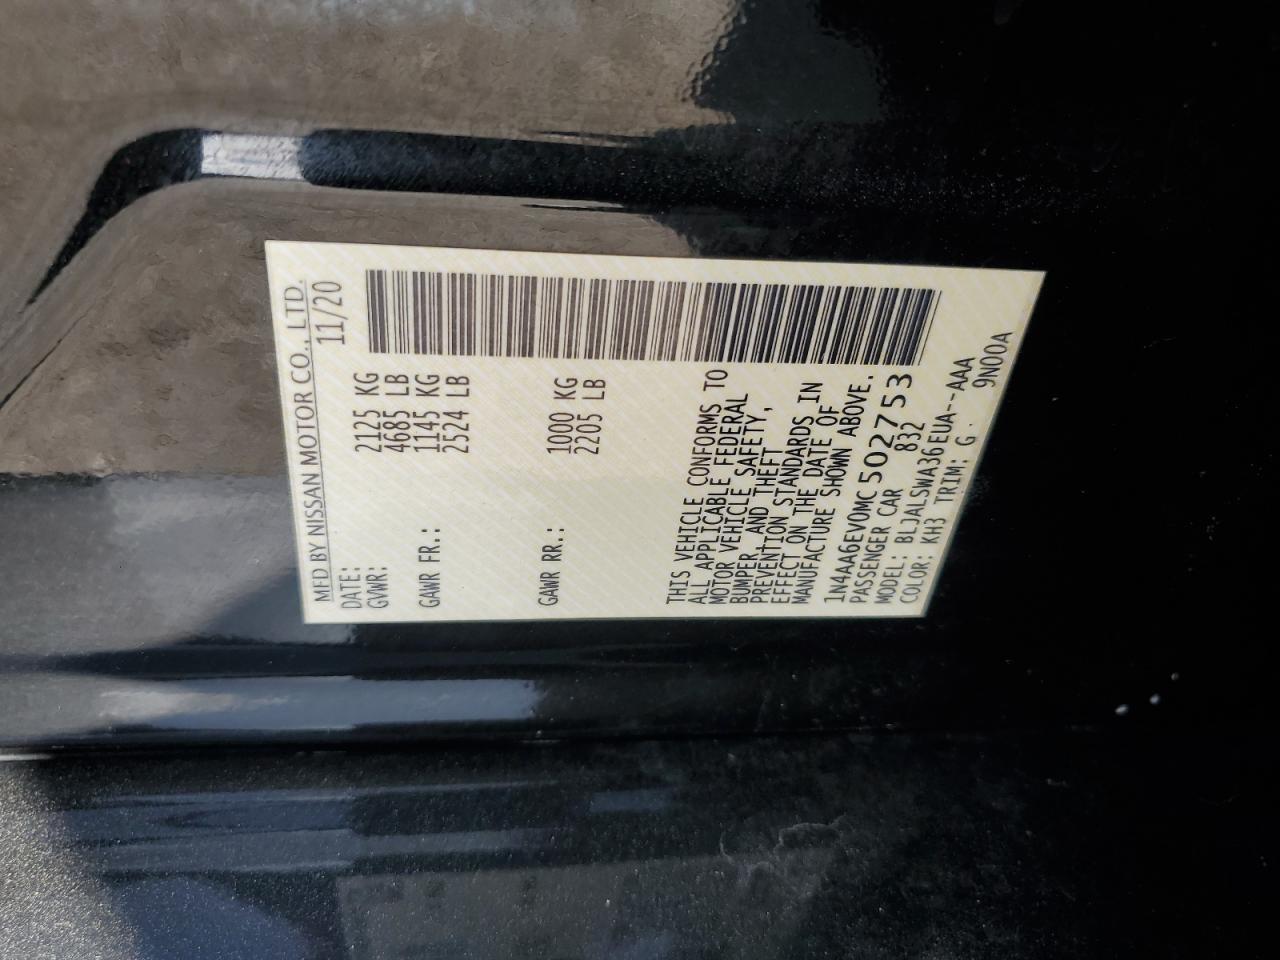 MFD BY NISSAN MOTOR CO., LTD.
DATE: 11/20
GVWR: 2125 KG
4685 LB
GAWR FR.: 1145 KG
2524 LB
GAWR RR.: 1000 KG
2205 LB
THIS VEHICLE CONFORMS TO
ALL APPLICABLE FEDERAL
MOTOR VEHICLE SAFETY,
BUMPER, AND THEFT
PREVENTION STANDARDS IN
EFFECT ON THE DATE OF
MANUFACTURE SHOWN ABOVE.
1N4AA6EV0MC502753
PASSENGER CAR 832
MODEL: BLJALSWA36EUA--AAA
COLOR: KH3 TRIM: G 9N00A